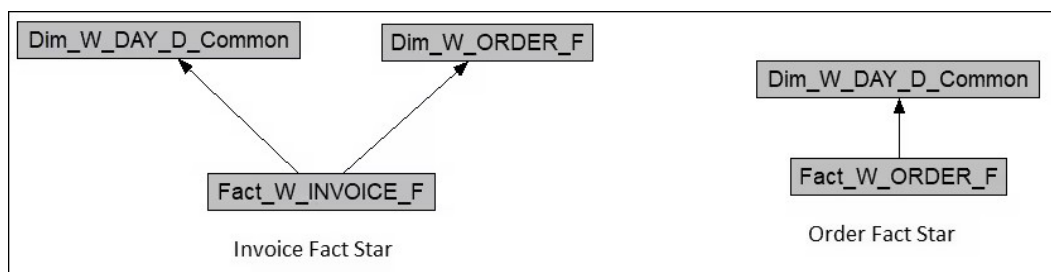 Dim_W_DAY_D_Common
Dim_W_ORDER_F
Fact_W_INVOICE_F
Invoice Fact Star
Dim_W_DAY_D_Common
Fact_W_ORDER_F
Order Fact Star